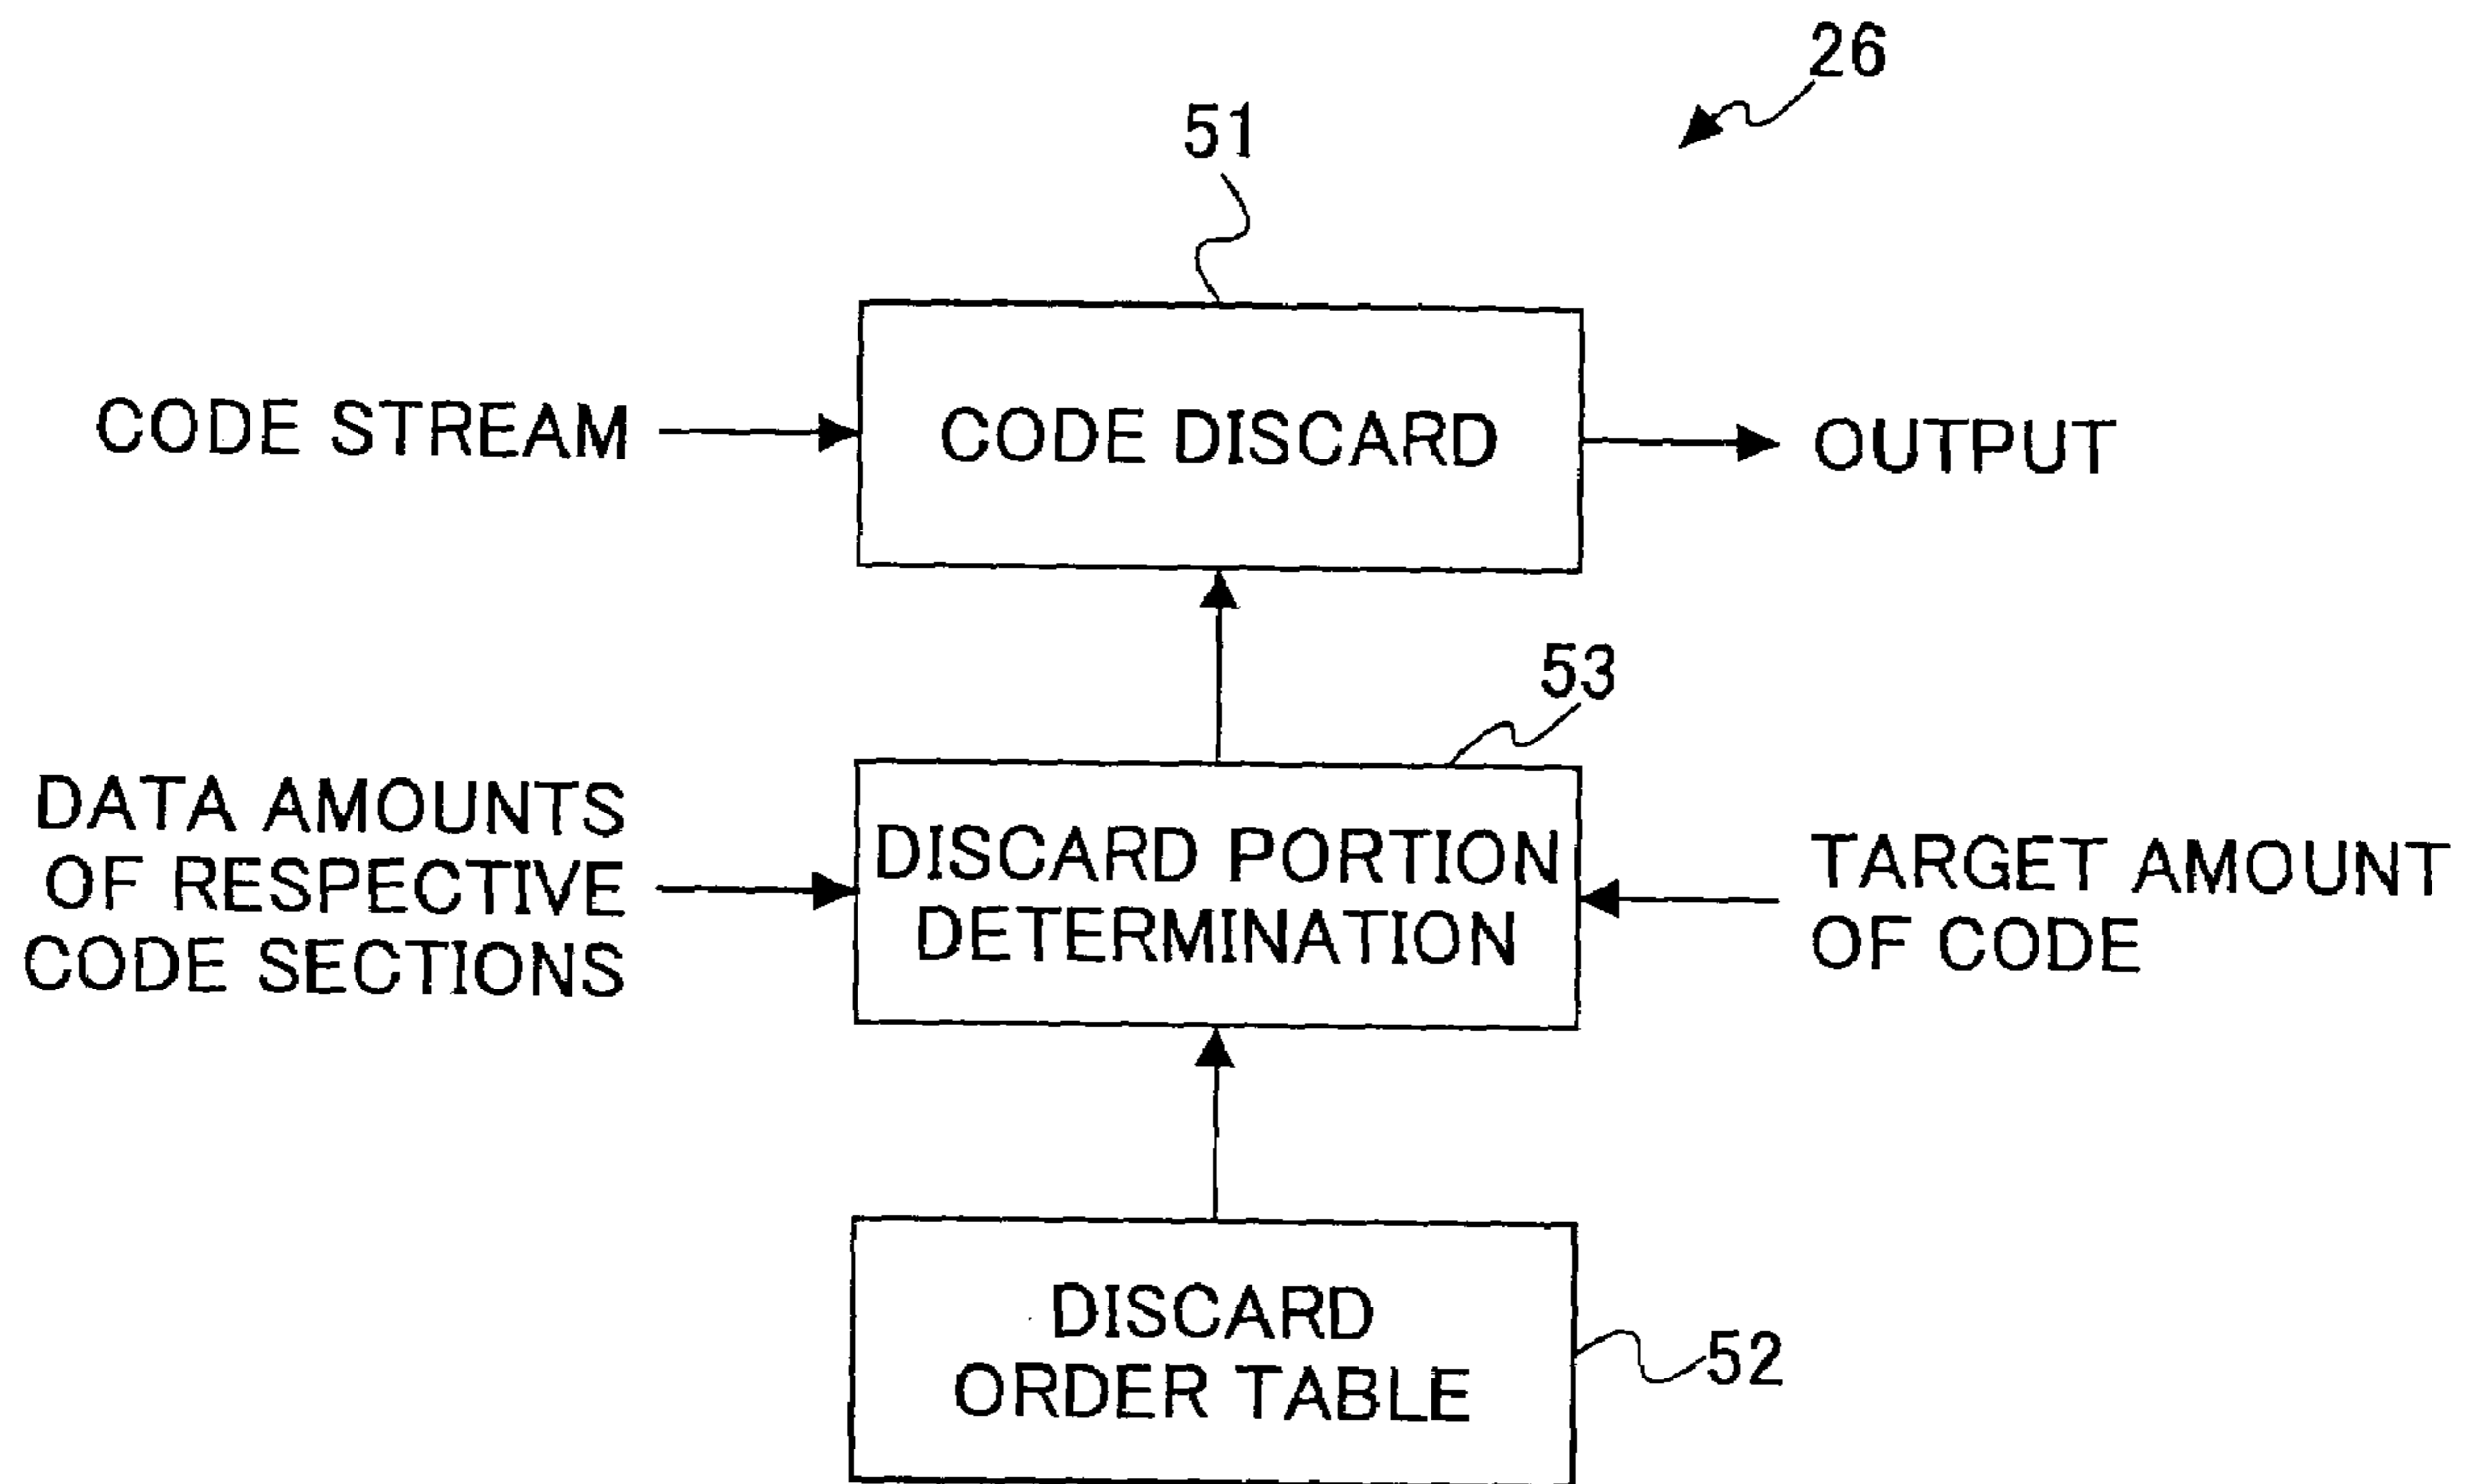 26
51
CODE STREAM
CODE DISCARD
OUTPUT
53
DATA AMOUNTS
OF RESPECTIVE
CODE SECTIONS
DISCARD PORTION
DETERMINATION
TARGET AMOUNT
OF CODE
DISCARD
ORDER TABLE
52